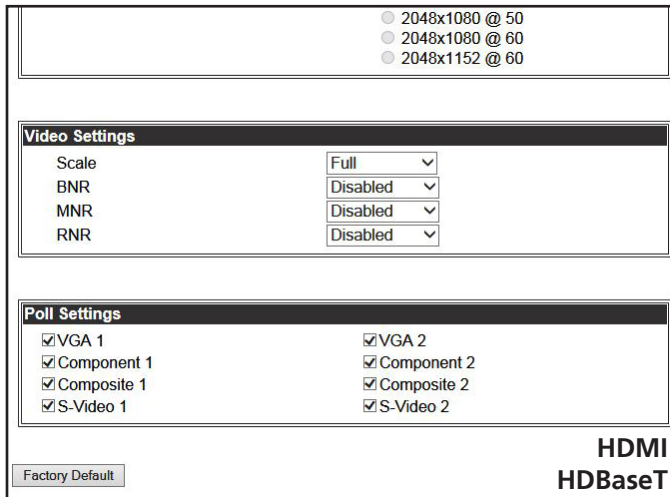 2048x1080 @ 50
2048x1080 @ 60
2048x1152 @ 60
Video Settings
Scale Full
BNR Disabled
MNR Disabled
RNR Disabled
Poll Settings
VGA 1 VGA 2
Component 1 Component 2
Composite 1 Composite 2
S-Video 1 S-Video 2
HDMI
Factory Default HDBaseT